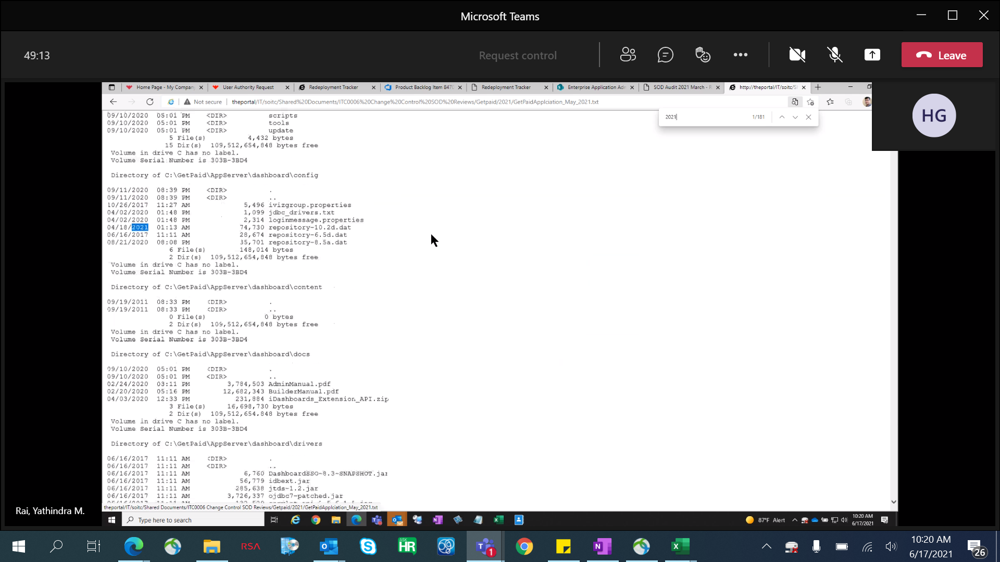 Microsoft Teams
49:13
Request control
Leave
Home Page - My Company
User Authority Request
Redeployment Tracker
Product Backlog Item 8470
Redeployment Tracker
Enterprise Application Adm
SOD Audit 2021 March - R
http://theportal/IT/soitc/Sh
Not secure
theportal/IT/soitc/Shared%20Documents/ITC0006%20Change%20Control%20SOD%20Reviews/Getpaid/2021/GetPaidApplciation_May_2021.txt
2021
1/181
HG
09/10/2020 05:01 PM <DIR> scripts
09/10/2020 05:01 PM <DIR> tools
09/10/2020 05:01 PM <DIR> update
5 File(s) 4,432 bytes
15 Dir(s) 109,512,654,848 bytes free
Volume in drive C has no label.
Volume Serial Number is 303B-3BD4
Directory of C:\GetPaid\AppServer\dashboard\config
09/11/2020 08:39 PM <DIR> .
09/11/2020 08:39 PM <DIR> ..
10/26/2017 11:27 AM 5,496 ivizgroup.properties
04/02/2020 01:48 PM 1,099 jdbc_drivers.txt
04/02/2020 01:48 PM 2,314 loginmessage.properties
04/18/2021 01:13 AM 74,730 repository-10.2d.dat
06/16/2017 11:11 AM 28,674 repository-6.5d.dat
08/21/2020 08:08 PM 35,701 repository-8.5a.dat
6 File(s) 148,014 bytes
2 Dir(s) 109,512,654,848 bytes free
Volume in drive C has no label.
Volume Serial Number is 303B-3BD4
Directory of C:\GetPaid\AppServer\dashboard\content
09/19/2011 08:33 PM <DIR> .
09/19/2011 08:33 PM <DIR> ..
0 File(s) 0 bytes
2 Dir(s) 109,512,654,848 bytes free
Volume in drive C has no label.
Volume Serial Number is 303B-3BD4
Directory of C:\GetPaid\AppServer\dashboard\docs
09/10/2020 05:01 PM <DIR> .
09/10/2020 05:01 PM <DIR> ..
02/24/2020 03:11 PM 3,784,503 AdminManual.pdf
02/20/2020 05:16 PM 12,682,343 BuilderManual.pdf
04/03/2020 12:33 PM 231,884 iDashboards_Extension_API.zip
3 File(s) 16,698,730 bytes
2 Dir(s) 109,512,654,848 bytes free
Volume in drive C has no label.
Volume Serial Number is 303B-3BD4
Directory of C:\GetPaid\AppServer\dashboard\drivers
06/16/2017 11:11 AM <DIR> .
06/16/2017 11:11 AM <DIR> ..
06/16/2017 11:11 AM 6,760 DashboardSSO-8.3-SNAPSHOT.jar
06/16/2017 11:11 AM 56,779 idbext.jar
06/16/2017 11:11 AM 285,638 jtds-1.2.jar
06/16/2017 11:11 AM 3,726,337 ojdbc7-patched.jar
theportal/IT/soitc/Shared Documents/ITC0006 Change Control SOD Reviews/Getpaid/2021/GetPaidApplciation_May_2021.txt
Rai, Yathindra M.
Type here to search
87°F Alert
10:20 AM
6/17/2021
RSA
ASK
HR
1
10:20 AM
6/17/2021
26